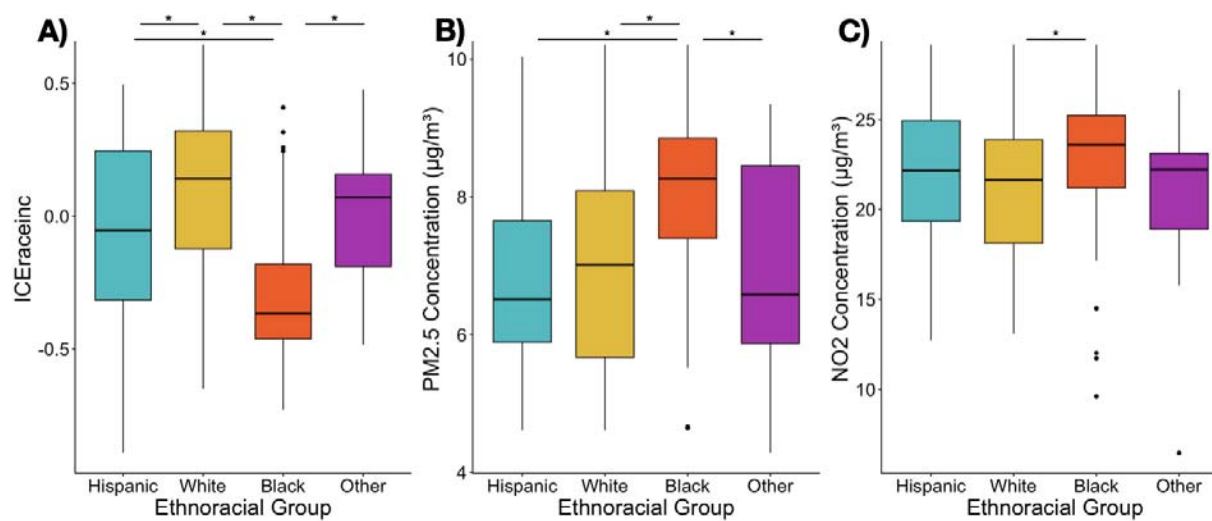 A)
* * *
*
ICEraceinc
0.5
0.0
-0.5
Hispanic White Black Other
Ethnoracial Group
B)
*
* *
PM2.5 Concentration (μg/m³)
10
8
6
4
Hispanic White Black Other
Ethnoracial Group
C)
*
NO2 Concentration (μg/m³)
25
20
15
10
Hispanic White Black Other
Ethnoracial Group